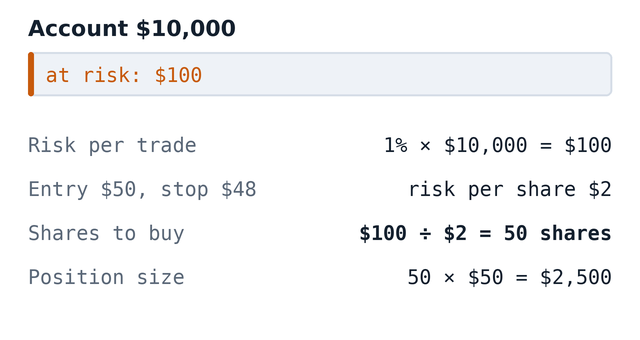 Account $10,000
at risk: $100
Risk per trade 1% × $10,000 = $100
Entry $50, stop $48 risk per share $2
Shares to buy $100 ÷ $2 = 50 shares
Position size 50 × $50 = $2,500